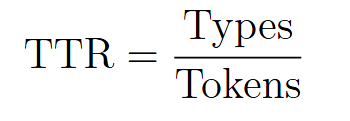 TTR = Types / Tokens